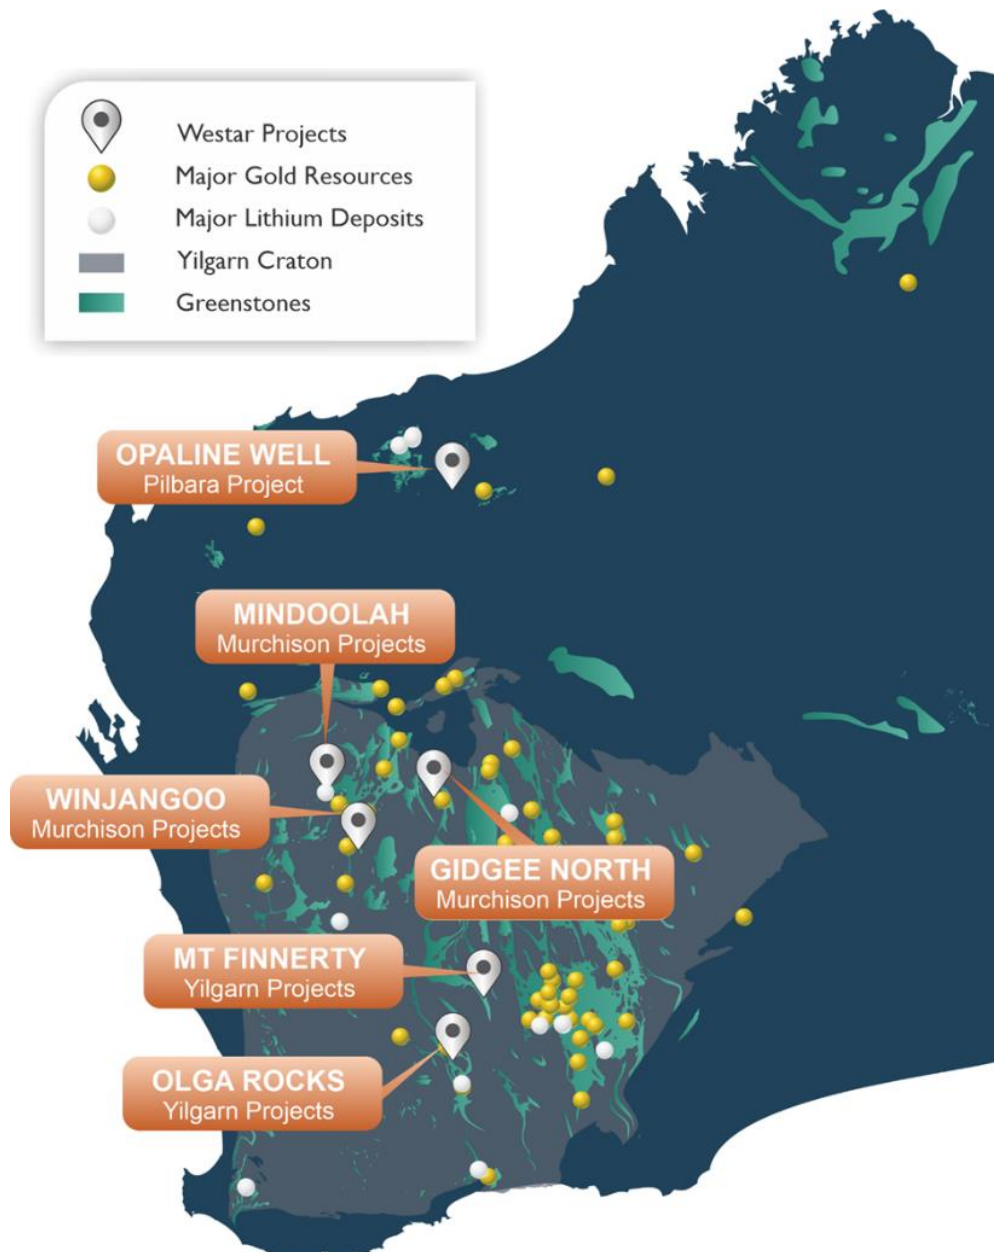 Westar Projects
Major Gold Resources
Major Lithium Deposits
Yilgarn Craton
Greenstones
OPALINE WELL
Pilbara Project
MINDOOLAH
Murchison Projects
WINJANGOO
Murchison Projects
GIDGEE NORTH
Murchison Projects
MT FINNERTY
Yilgarn Projects
OLGA ROCKS
Yilgarn Projects